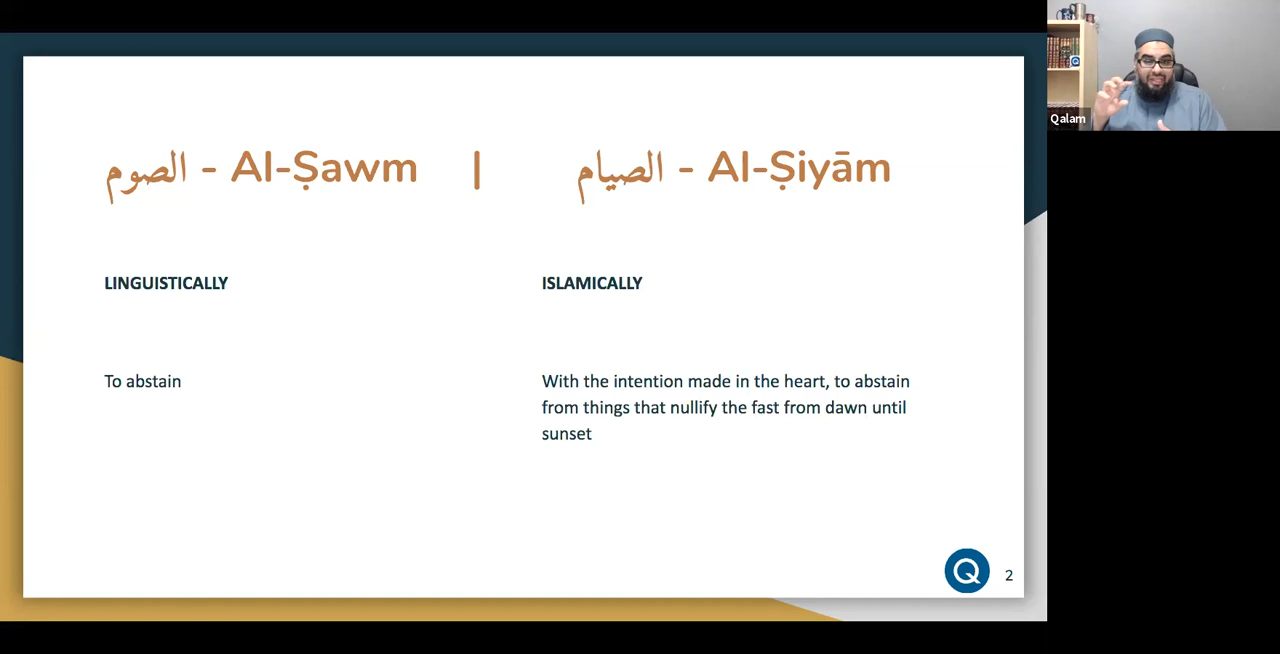 الصوم - Al-Ṣawm | الصيام - Al-Ṣiyām
LINGUISTICALLY
To abstain
ISLAMICALLY
With the intention made in the heart, to abstain
from things that nullify the fast from dawn until
sunset
Q
2
Qalam